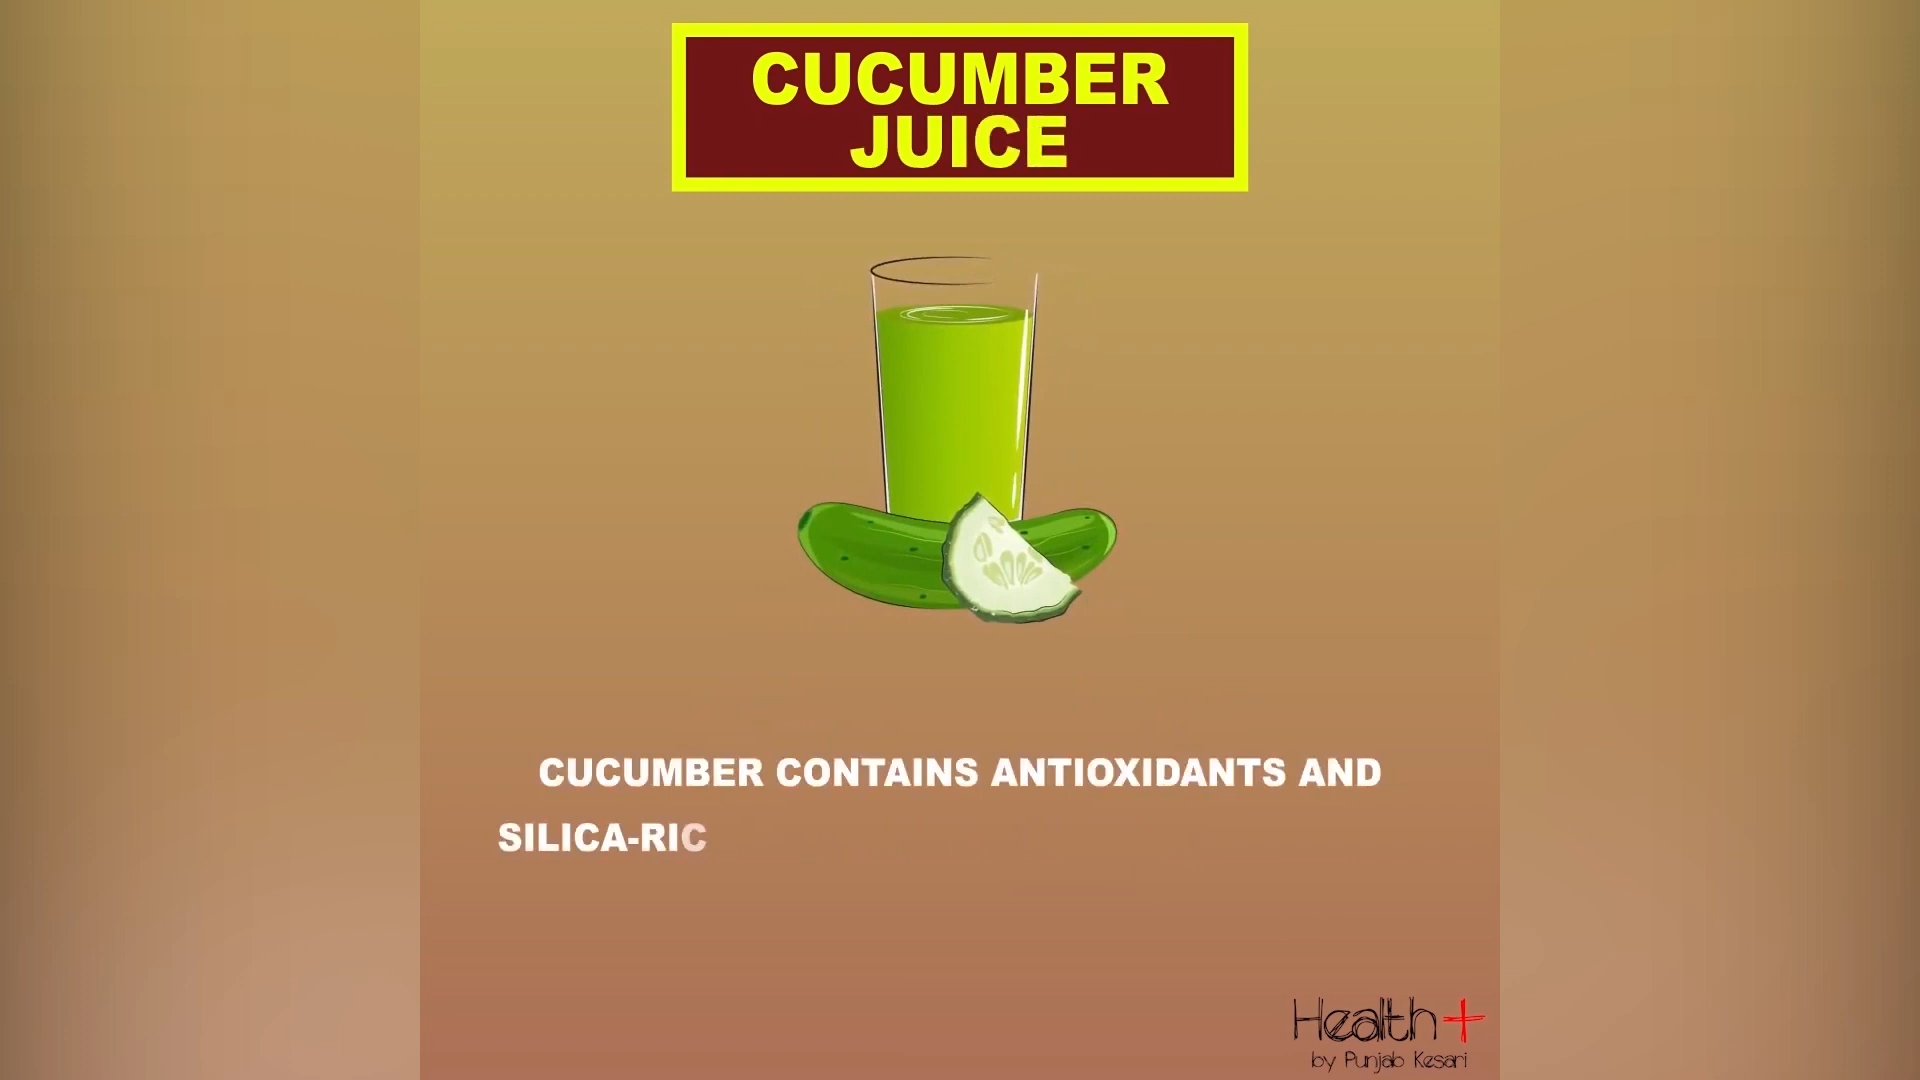 CUCUMBER
JUICE
CUCUMBER CONTAINS ANTIOXIDANTS AND
SILICA-RIC
Health+
by Punjab Kesari